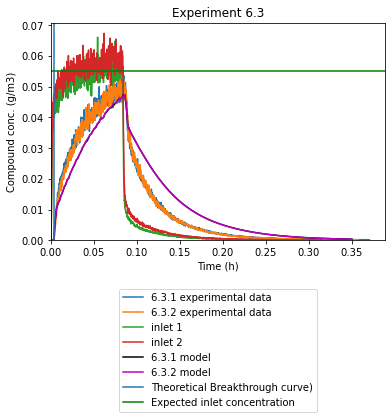 Experiment 6.3
Compound conc. (g/m3)
0.07
0.06
0.05
0.04
0.03
0.02
0.01
0.00
0.00 0.05 0.10 0.15 0.20 0.25 0.30 0.35
Time (h)
6.3.1 experimental data
6.3.2 experimental data
inlet 1
inlet 2
6.3.1 model
6.3.2 model
Theoretical Breakthrough curve)
Expected inlet concentration